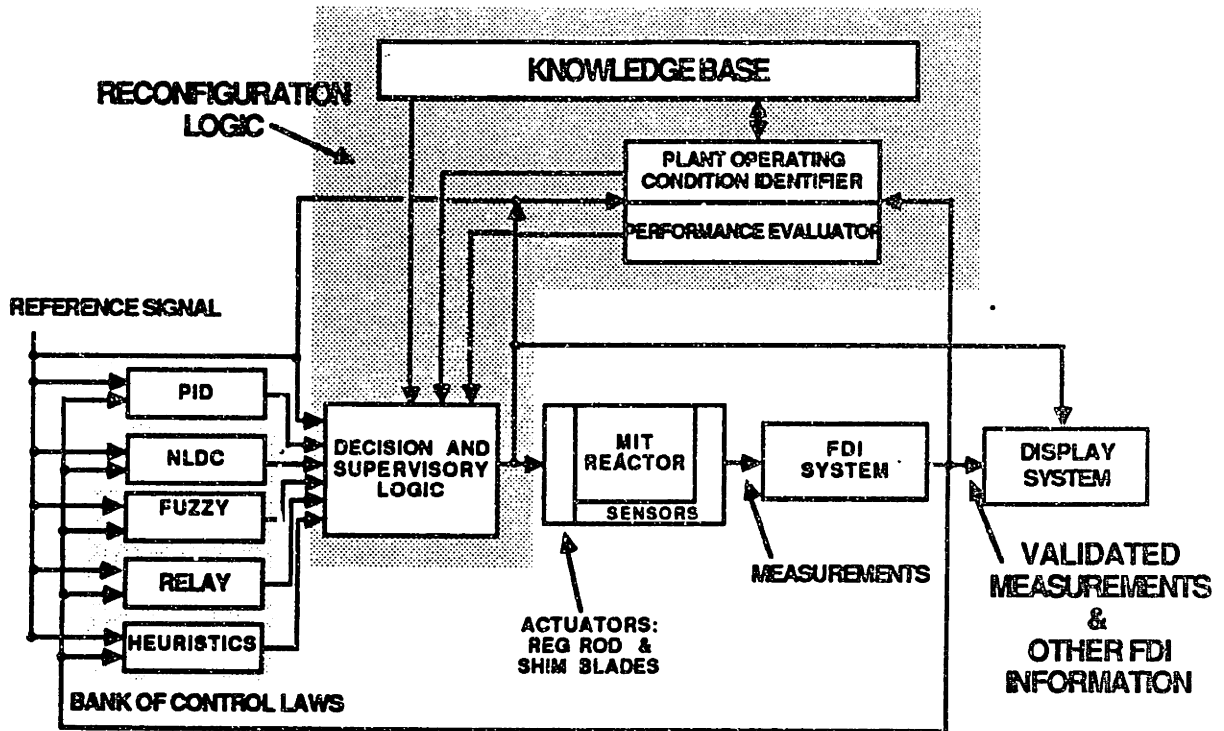 KNOWLEDGE BASE
RECONFIGURATION
LOGIC
PLANT OPERATING
CONDITION IDENTIFIER
PERFORMANCE EVALUATOR
REFERENCE SIGNAL
PID
NLDC
FUZZY
RELAY
HEURISTICS
BANK OF CONTROL LAWS
DECISION AND
SUPERVISORY
LOGIC
MIT
REACTOR
SENSORS
FDI
SYSTEM
DISPLAY
SYSTEM
ACTUATORS:
REG ROD &
SHIM BLADES
MEASUREMENTS
VALIDATED
MEASUREMENTS
&
OTHER FDI
INFORMATION